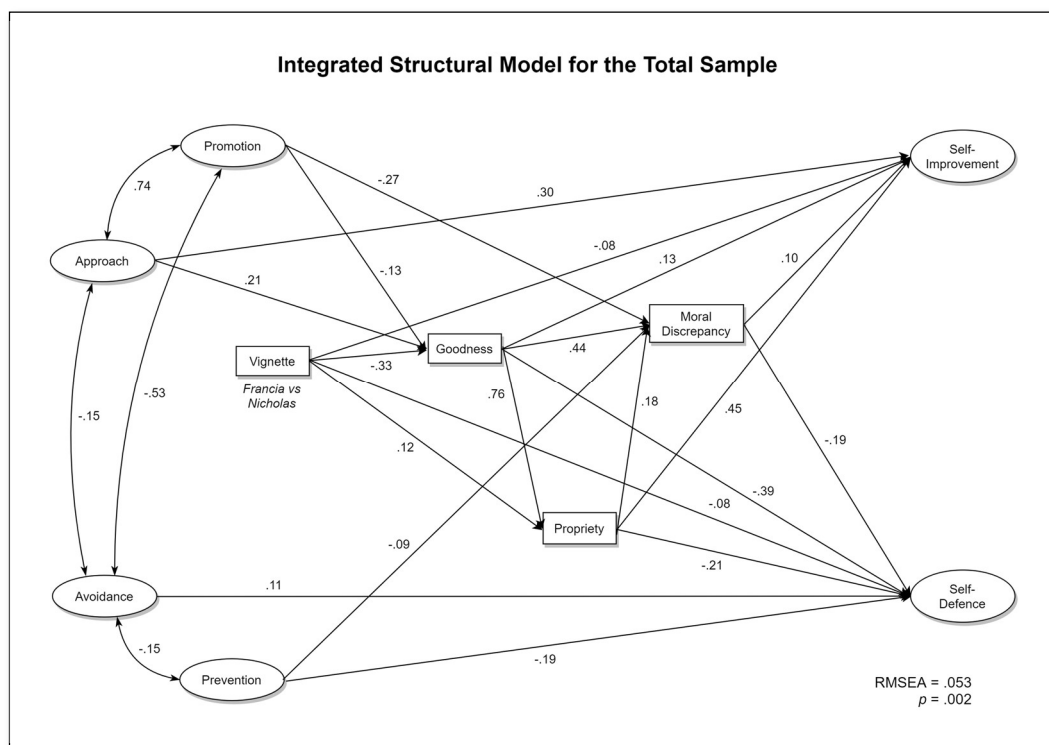 Integrated Structural Model for the Total Sample
Promotion
Self-
Improvement
-.27
.74
.30
-.08
Approach
.21
-.13
.13
.10
Moral
Discrepancy
Goodness
.44
Vignette
-.33
Francia vs
Nicholas
-.53
.76
.18
.45
-.15
.12
-.19
-.39
-.08
Propriety
-.09
-.21
.11
Avoidance
Self-
Defence
-.15
-.19
Prevention
RMSEA = .053
p = .002